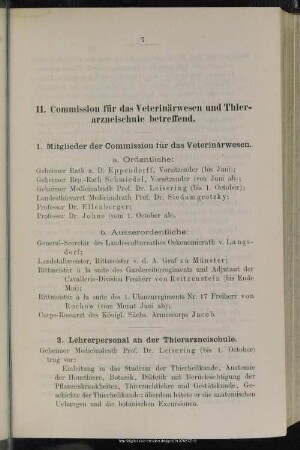 3
II. Commission für das Veterinärwesen und Thier-
arzneischule betreffend.
1. Mitglieder der Commission für das Veterinärwesen.
a. Ordentliche:
Geheimer Rath a. D. Eppendorff, Vorsitzender (bis Juni);
Geheimer Reg.-Rath Schmiedel, Vorsitzender (von Juni ab);
Geheimer Medicinalrath Prof. Dr. Leisering (bis 1. October);
Landesthierarzt Medicinalrath Prof. Dr. Siedamgrotzky;
Professor Dr. Ellenberger;
Professor Dr. Johne (vom 1. October ab).
b. Ausserordentliche:
General-Secretär des Landesculturrathes Oekonomierath v. Langs-
dorf;
Landstallmeister, Rittmeister v. d. A. Graf zu Münster;
Rittmeister à la suite des Gardereiterregiments und Adjutant der
Cavallerie-Division Freiherr von Reitzenstein (bis Ende
Mai);
Rittmeister à la suite des 1. Ulanenregiments Nr. 17 Freiherr von
Rochow (vom Monat Juni ab);
Corps-Rossarzt des Königl. Sächs. Armeecorps Jacob.
2. Lehrerpersonal an der Thierarzneischule.
Geheimer Medicinalrath Prof. Dr. Leisering (bis 1. October)
trug vor:
Einleitung in das Studium der Thierheilkunde, Anatomie
der Hausthiere, Botanik, Diätetik mit Berücksichtigung der
Pflanzenkrankheiten, Thierzuchtlehre und Gestütskunde, Ge-
schichte der Thierheilkunde; überdem leitete er die anatomischen
Uebungen und die botanischen Excursionen.